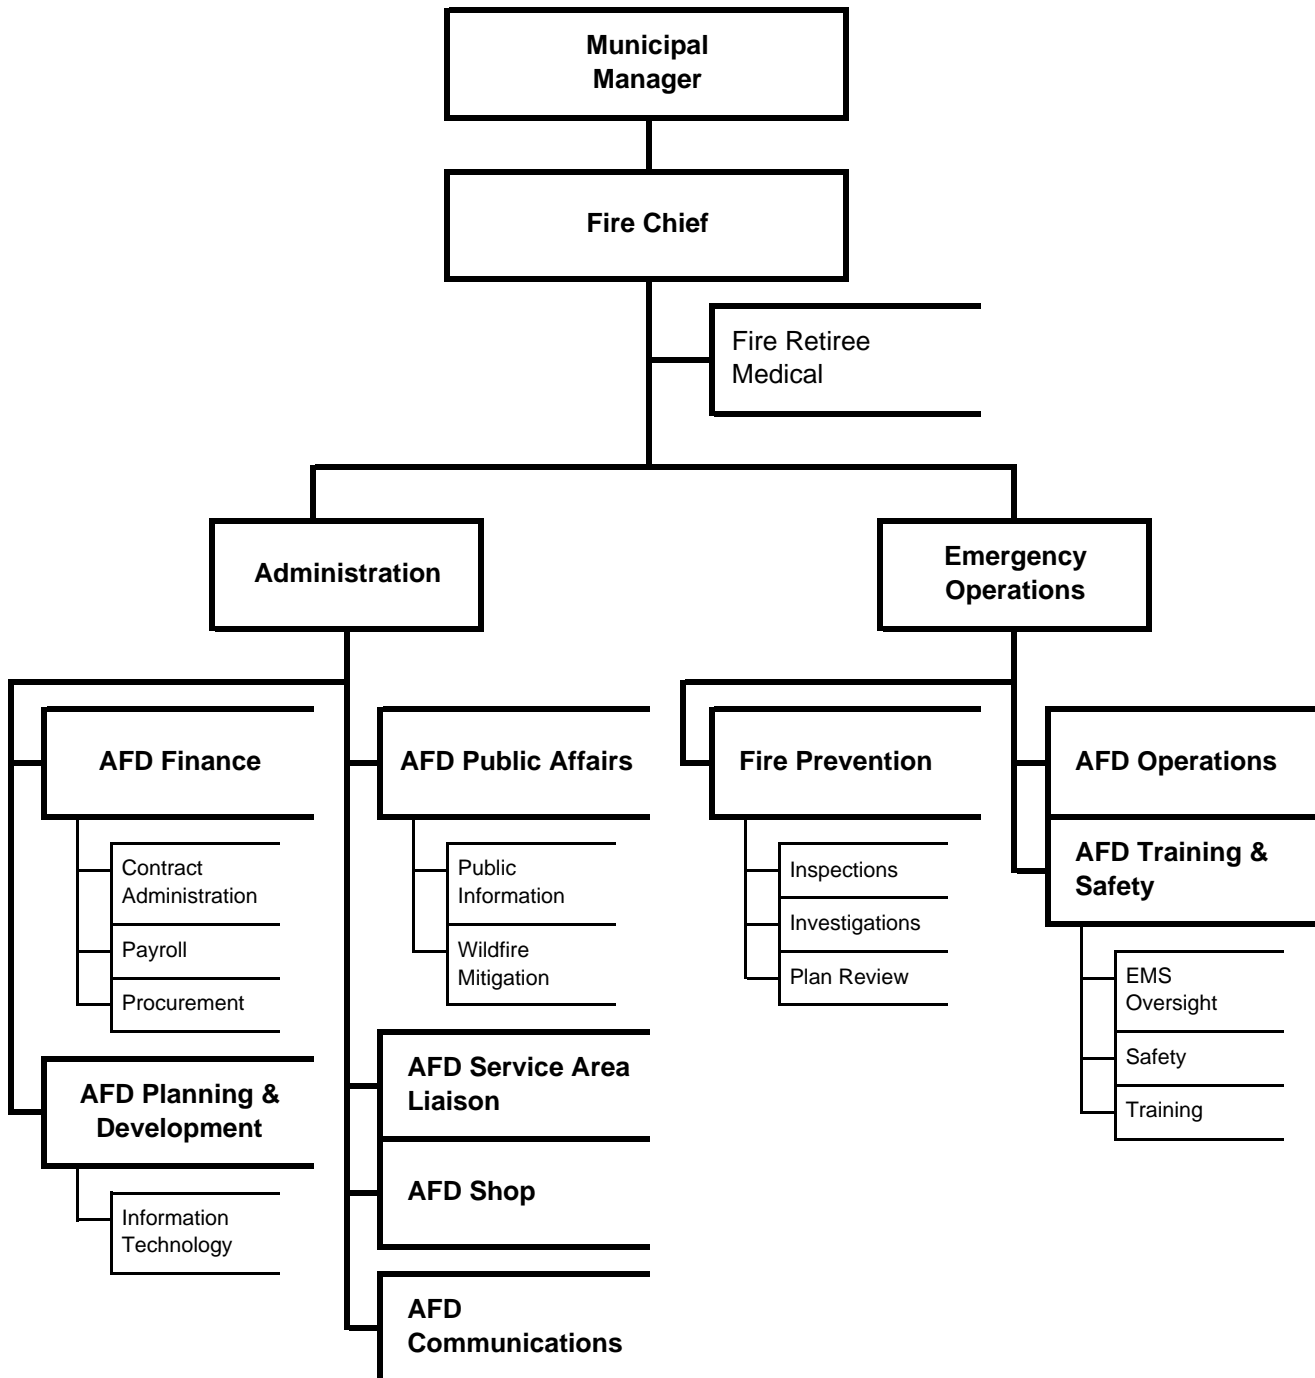 Municipal
Manager
Fire Chief
Fire Retiree
Medical
Administration
Emergency
Operations
AFD Finance
Contract
Administration
Payroll
Procurement
AFD Planning &
Development
Information
Technology
AFD Public Affairs
Public
Information
Wildfire
Mitigation
AFD Service Area
Liaison
AFD Shop
AFD
Communications
Fire Prevention
Inspections
Investigations
Plan Review
AFD Operations
AFD Training &
Safety
EMS
Oversight
Safety
Training